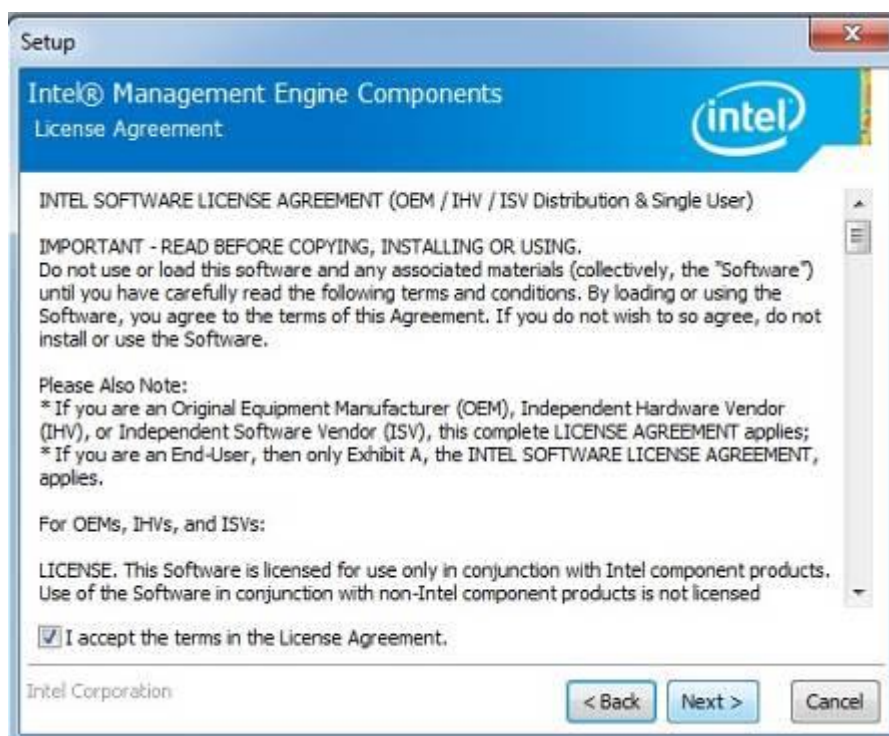 Setup
Intel® Management Engine Components
License Agreement
intel
INTEL SOFTWARE LICENSE AGREEMENT (OEM / IHV / ISV Distribution & Single User)
IMPORTANT - READ BEFORE COPYING, INSTALLING OR USING.
Do not use or load this software and any associated materials (collectively, the "Software")
until you have carefully read the following terms and conditions. By loading or using the
Software, you agree to the terms of this Agreement. If you do not wish to so agree, do not
install or use the Software.
Please Also Note:
* If you are an Original Equipment Manufacturer (OEM), Independent Hardware Vendor
(IHV), or Independent Software Vendor (ISV), this complete LICENSE AGREEMENT applies;
* If you are an End-User, then only Exhibit A, the INTEL SOFTWARE LICENSE AGREEMENT,
applies.
For OEMs, IHVs, and ISVs:
LICENSE. This Software is licensed for use only in conjunction with Intel component products.
Use of the Software in conjunction with non-Intel component products is not licensed
I accept the terms in the License Agreement.
Intel Corporation
< Back Next > Cancel